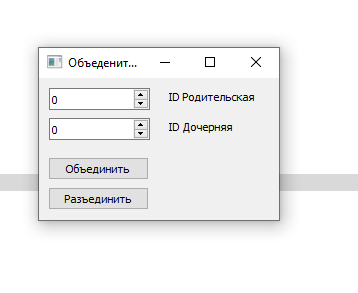 Объеденит...
0 ID Родительская
0 ID Дочерняя
Объединить
Разъединить